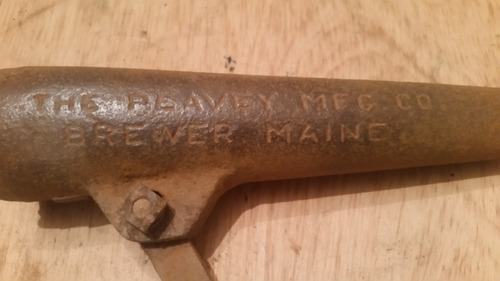 THE PEAVEY MFG CO.
BREWER MAINE.